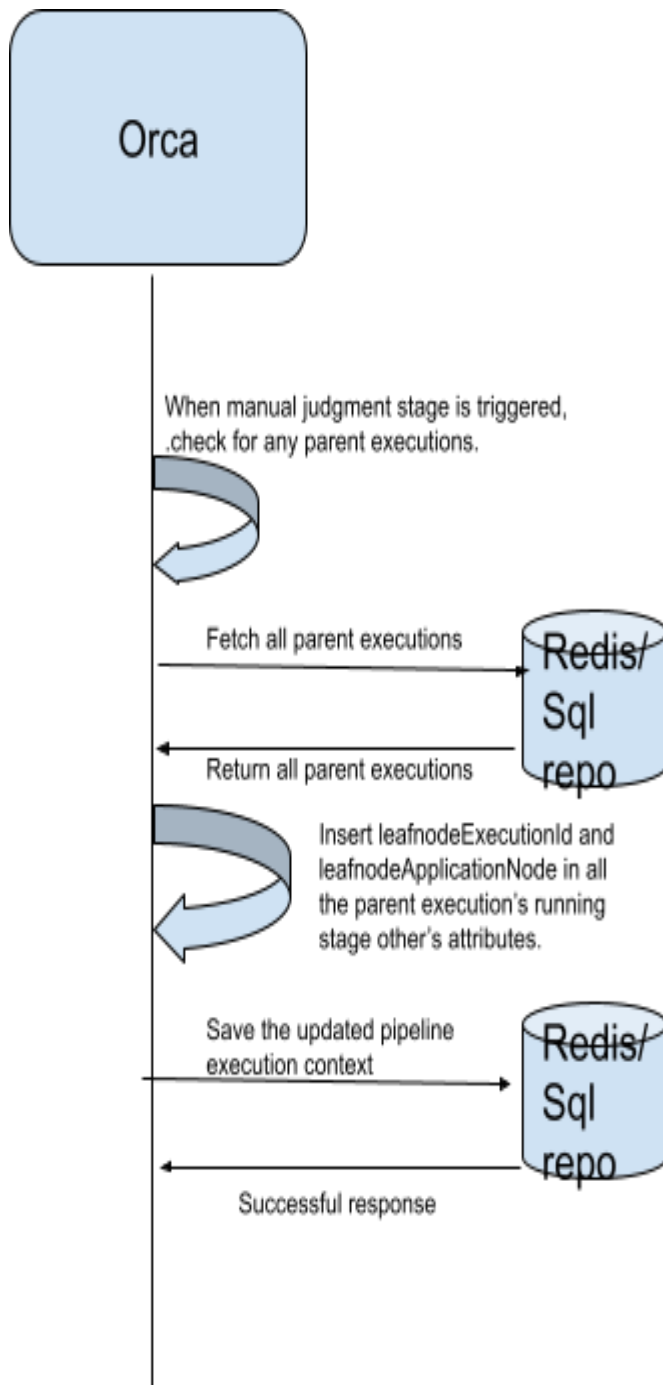 Orca
When manual judgment stage is triggered,
.check for any parent executions.
Fetch all parent executions
Redis/
Sql
repo
Return all parent executions
Insert leafnodeExecutionId and
leafnodeApplicationNode in all
the parent execution's running
stage other's attributes.
Save the updated pipeline
execution context
Redis/
Sql
repo
Successful response